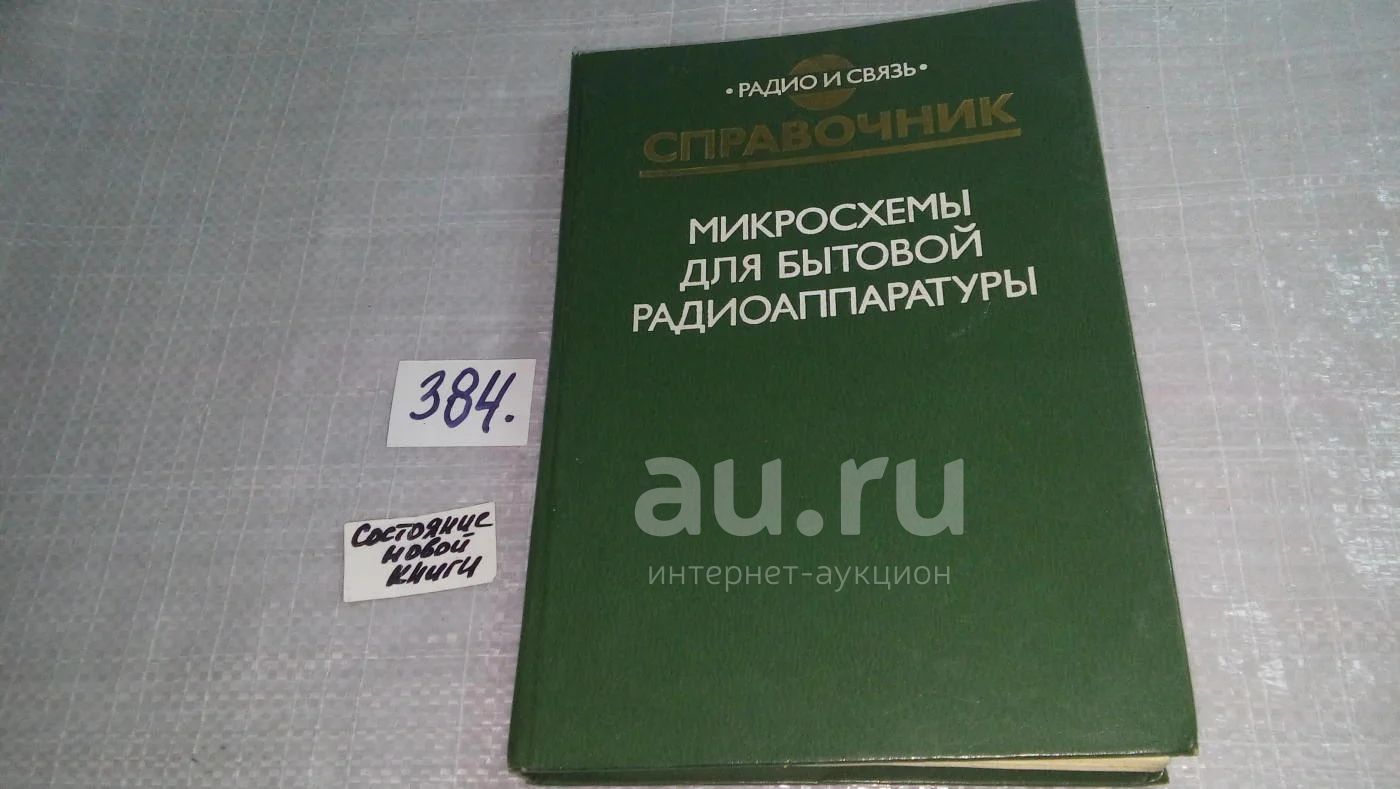 • РАДИО И СВЯЗЬ •
СПРАВОЧНИК
МИКРОСХЕМЫ
ДЛЯ БЫТОВОЙ
РАДИОАППАРАТУРЫ
384.
Состояние
новой
книги
au.ru
интернет-аукцион